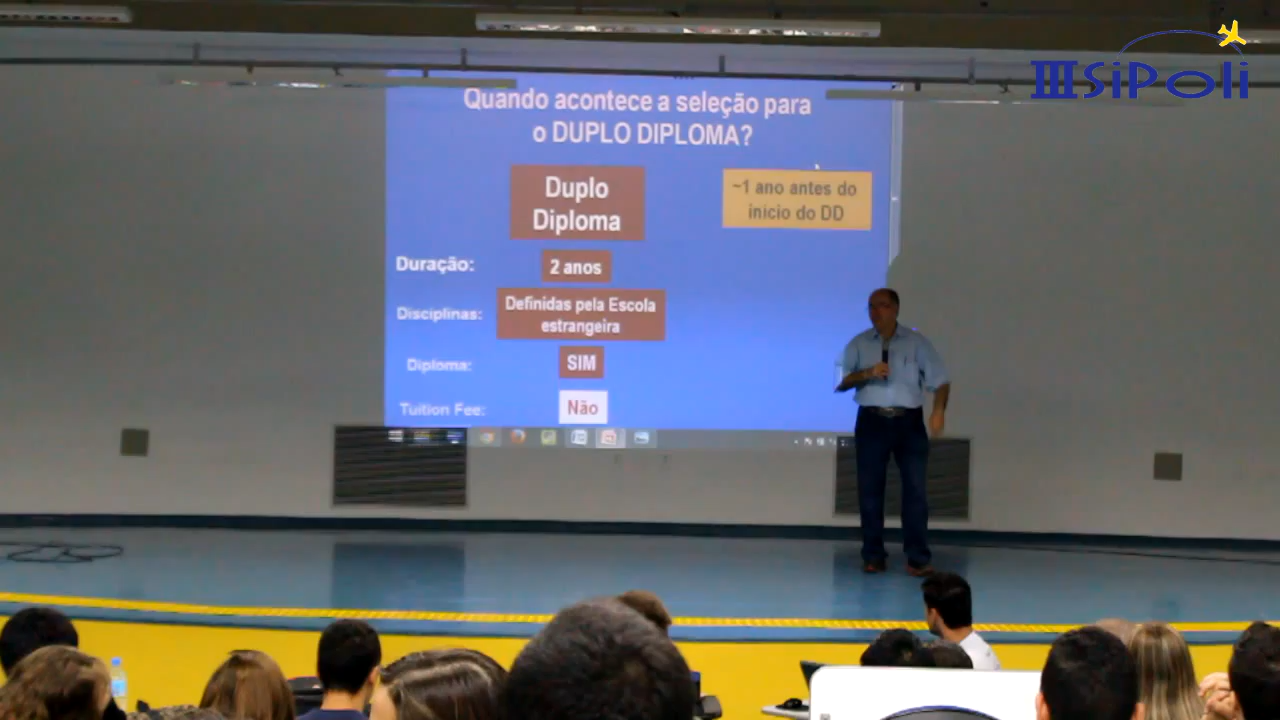 IIISiPoli
Quando acontece a seleção para
o DUPLO DIPLOMA?
Duplo
Diploma
~1 ano antes do
início do DD
Duração:
2 anos
Disciplinas:
Definidas pela Escola
estrangeira
Diploma:
SIM
Tuition Fee:
Não